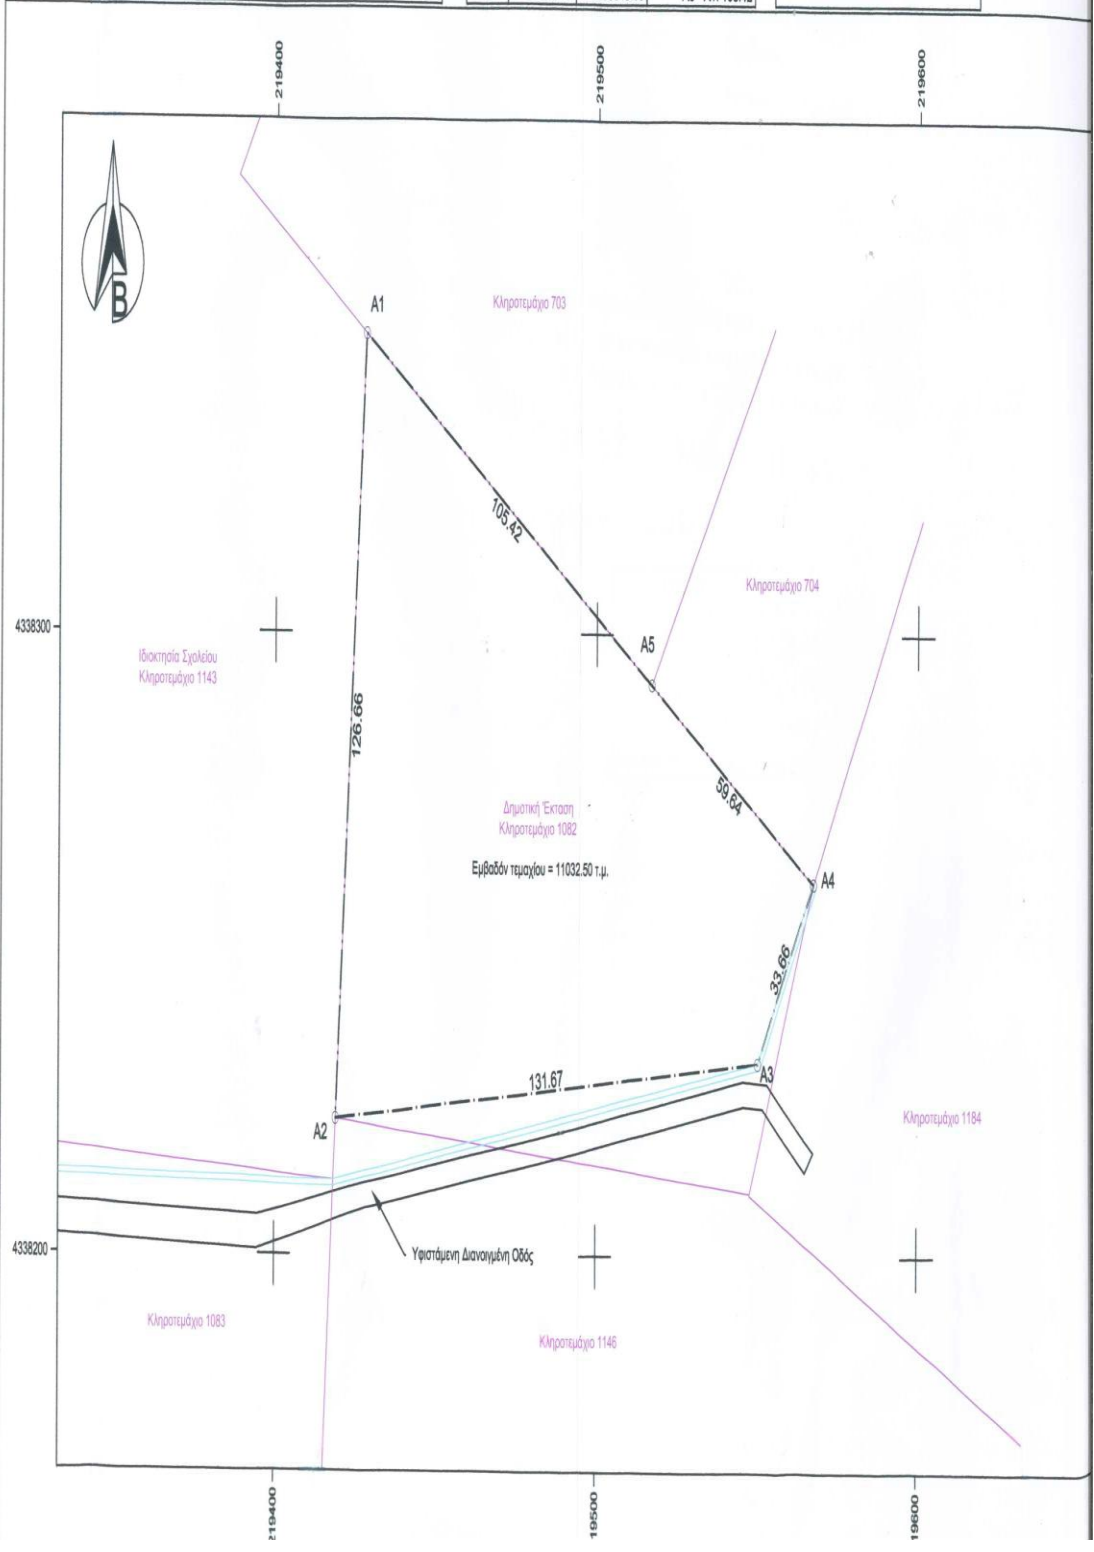 219400
219500
219600
B
A1
Κληροτεμάχιο 703
105.42
Κληροτεμάχιο 704
4338300
A5
Ιδιοκτησία Σχολείου
Κληροτεμάχιο 1143
126.66
59.64
Δημοτική Έκταση
Κληροτεμάχιο 1082
Εμβαδόν τεμαχίου = 11032.50 τ.μ.
A4
33.66
A3
131.67
A2
Κληροτεμάχιο 1184
4338200
Υφιστάμενη Διανοιγμένη Οδός
Κληροτεμάχιο 1083
Κληροτεμάχιο 1146
219400
19500
19600